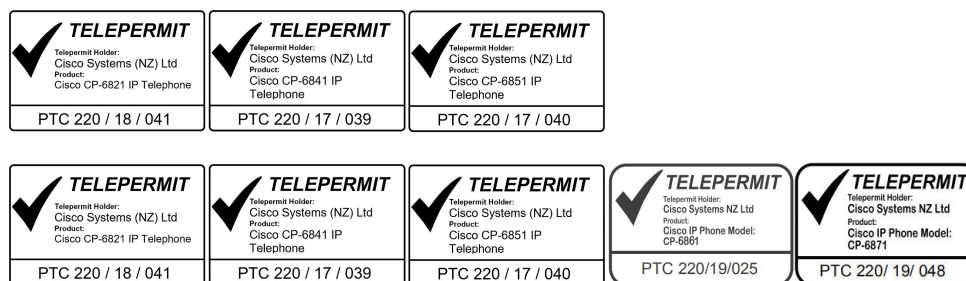 TELEPERMIT
Telepermit Holder:
Cisco Systems (NZ) Ltd
Product:
Cisco CP-6821 IP Telephone
PTC 220 / 18 / 041
TELEPERMIT
Telepermit Holder:
Cisco Systems (NZ) Ltd
Product:
Cisco CP-6841 IP
Telephone
PTC 220 / 17 / 039
TELEPERMIT
Telepermit Holder:
Cisco Systems (NZ) Ltd
Product:
Cisco CP-6851 IP
Telephone
PTC 220 / 17 / 040
TELEPERMIT
Telepermit Holder:
Cisco Systems (NZ) Ltd
Product:
Cisco CP-6821 IP Telephone
PTC 220 / 18 / 041
TELEPERMIT
Telepermit Holder:
Cisco Systems (NZ) Ltd
Product:
Cisco CP-6841 IP
Telephone
PTC 220 / 17 / 039
TELEPERMIT
Telepermit Holder:
Cisco Systems (NZ) Ltd
Product:
Cisco CP-6851 IP
Telephone
PTC 220 / 17 / 040
TELEPERMIT
Telepermit Holder:
Cisco Systems NZ Ltd
Product:
Cisco IP Phone Model:
CP-6861
PTC 220/19/025
TELEPERMIT
Telepermit Holder:
Cisco Systems NZ Ltd
Product:
Cisco IP Phone Model:
CP-6871
PTC 220/ 19/ 048